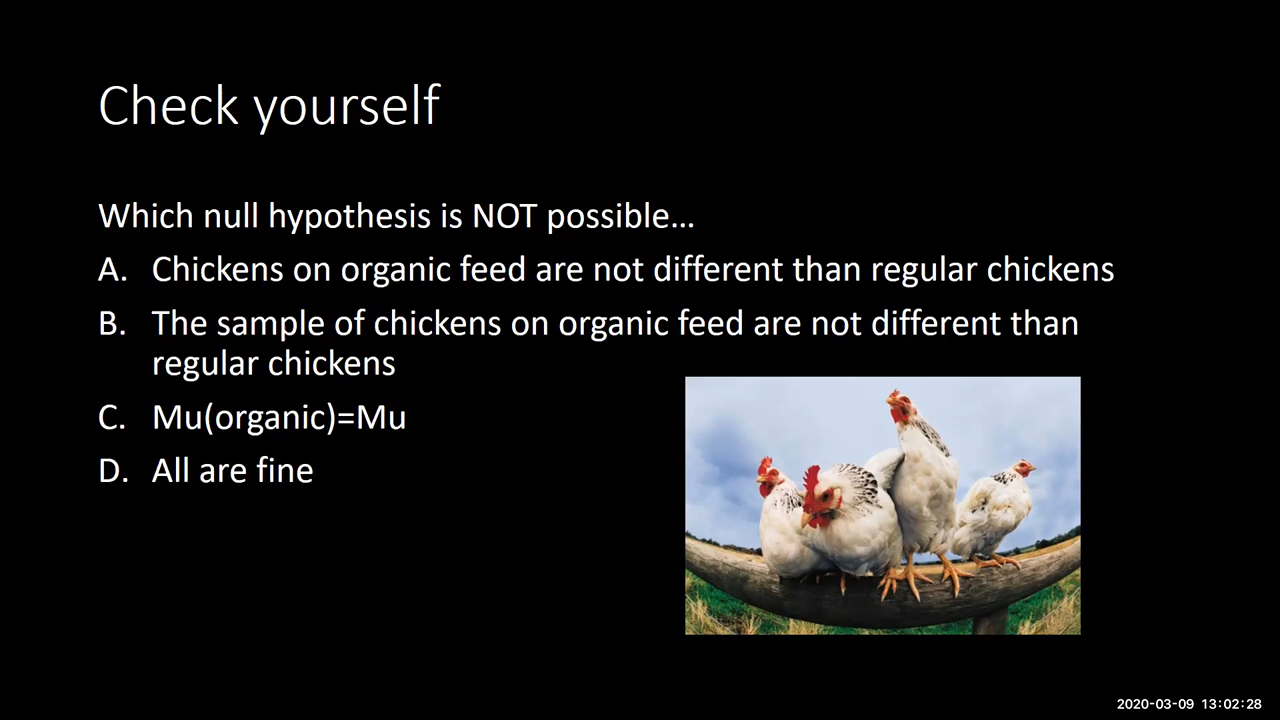 Check yourself
Which null hypothesis is NOT possible…
A. Chickens on organic feed are not different than regular chickens
B. The sample of chickens on organic feed are not different than
regular chickens
C. Mu(organic)=Mu
D. All are fine
2020-03-09 13:02:28